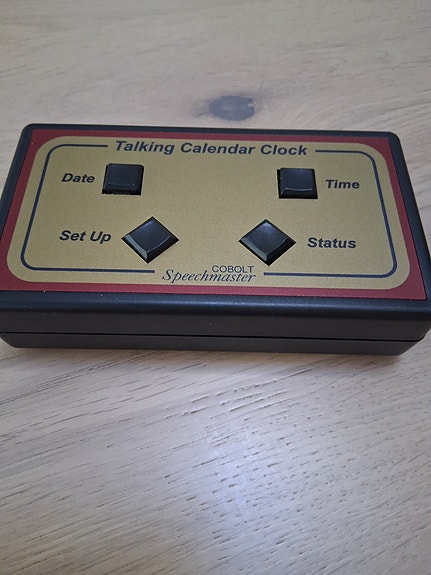 Talking Calendar Clock
Date
Time
Set Up
Status
COBOLT
Speechmaster